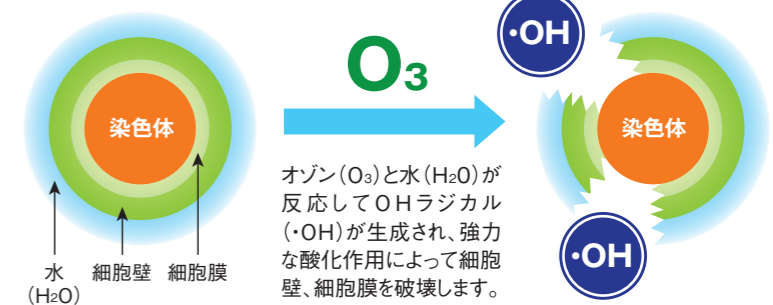 ·OH
O₃
染色体
染色体
オゾン（O₃）と水（H₂O）が
反応してOHラジカル
（·OH）が生成され、強力
な酸化作用によって細胞
壁、細胞膜を破壊します。
水
（H₂O）
細胞壁
細胞膜
·OH